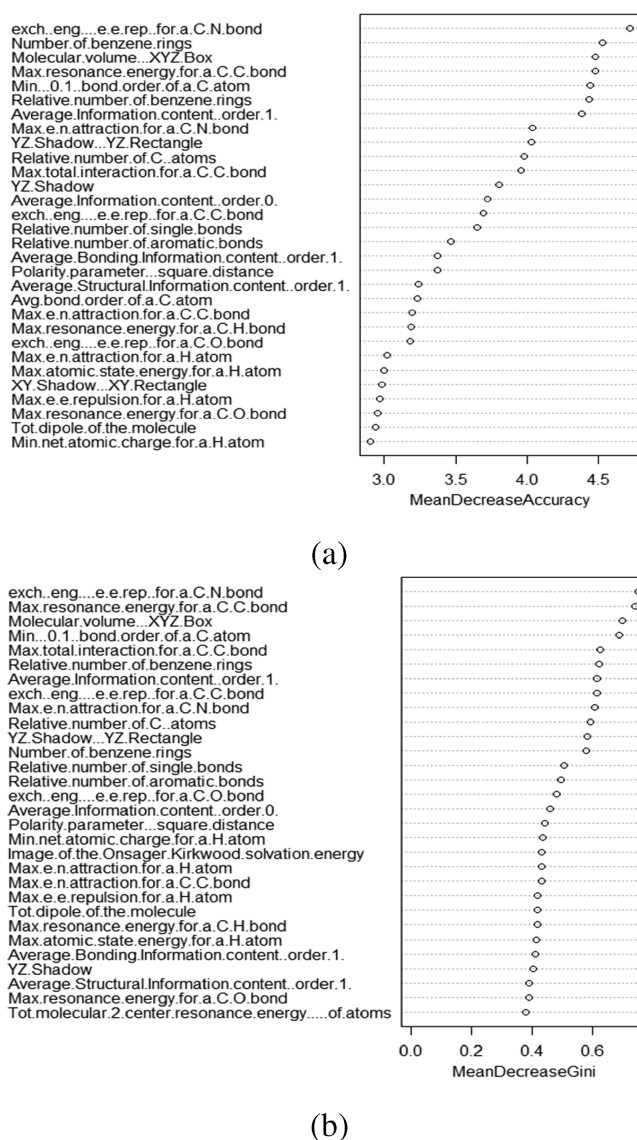 exch..eng....e.e.rep..for.a.C.N.bond
Number.of.benzene.rings
Molecular.volume...XYZ.Box
Max.resonance.energy.for.a.C.C.bond
Min...0.1..bond.order.of.a.C.atom
Relative.number.of.benzene.rings
Average.Information.content..order.1.
Max.e.n.attraction.for.a.C.N.bond
YZ.Shadow...YZ.Rectangle
Relative.number.of.C..atoms
Max.total.interaction.for.a.C.C.bond
YZ.Shadow
Average.Information.content..order.0.
exch..eng....e.e.rep..for.a.C.C.bond
Relative.number.of.single.bonds
Relative.number.of.aromatic.bonds
Average.Bonding.Information.content..order.1.
Polarity.parameter...square.distance
Average.Structural.Information.content..order.1.
Avg.bond.order.of.a.C.atom
Max.e.n.attraction.for.a.C.C.bond
Max.resonance.energy.for.a.C.H.bond
exch..eng....e.e.rep..for.a.C.O.bond
Max.e.n.attraction.for.a.H.atom
Max.atomic.state.energy.for.a.H.atom
XY.Shadow...XY.Rectangle
Max.e.e.repulsion.for.a.H.atom
Max.resonance.energy.for.a.C.O.bond
Tot.dipole.of.the.molecule
Min.net.atomic.charge.for.a.H.atom
3.0 3.5 4.0 4.5
MeanDecreaseAccuracy
(a)
exch..eng....e.e.rep..for.a.C.N.bond
Max.resonance.energy.for.a.C.C.bond
Molecular.volume...XYZ.Box
Min...0.1..bond.order.of.a.C.atom
Max.total.interaction.for.a.C.C.bond
Relative.number.of.benzene.rings
Average.Information.content..order.1.
exch..eng....e.e.rep..for.a.C.C.bond
Max.e.n.attraction.for.a.C.N.bond
Relative.number.of.C..atoms
YZ.Shadow...YZ.Rectangle
Number.of.benzene.rings
Relative.number.of.single.bonds
Relative.number.of.aromatic.bonds
exch..eng....e.e.rep..for.a.C.O.bond
Average.Information.content..order.0.
Polarity.parameter...square.distance
Min.net.atomic.charge.for.a.H.atom
Image.of.the.Onsager.Kirkwood.solvation.energy
Max.e.n.attraction.for.a.H.atom
Max.e.n.attraction.for.a.C.C.bond
Max.e.e.repulsion.for.a.H.atom
Tot.dipole.of.the.molecule
Max.resonance.energy.for.a.C.H.bond
Max.atomic.state.energy.for.a.H.atom
Average.Bonding.Information.content..order.1.
YZ.Shadow
Average.Structural.Information.content..order.1.
Max.resonance.energy.for.a.C.O.bond
Tot.molecular.2.center.resonance.energy.....of.atoms
0.0 0.2 0.4 0.6
MeanDecreaseGini
(b)